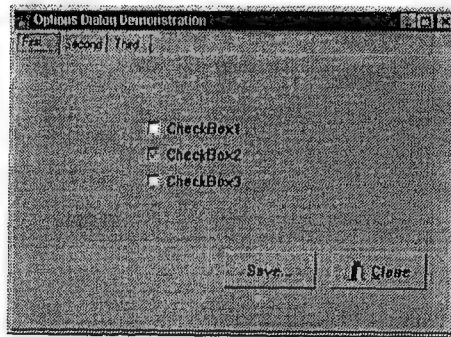 Options Dialog Demonstration
First Second Third
CheckBox1
CheckBox2
CheckBox3
Save... Close